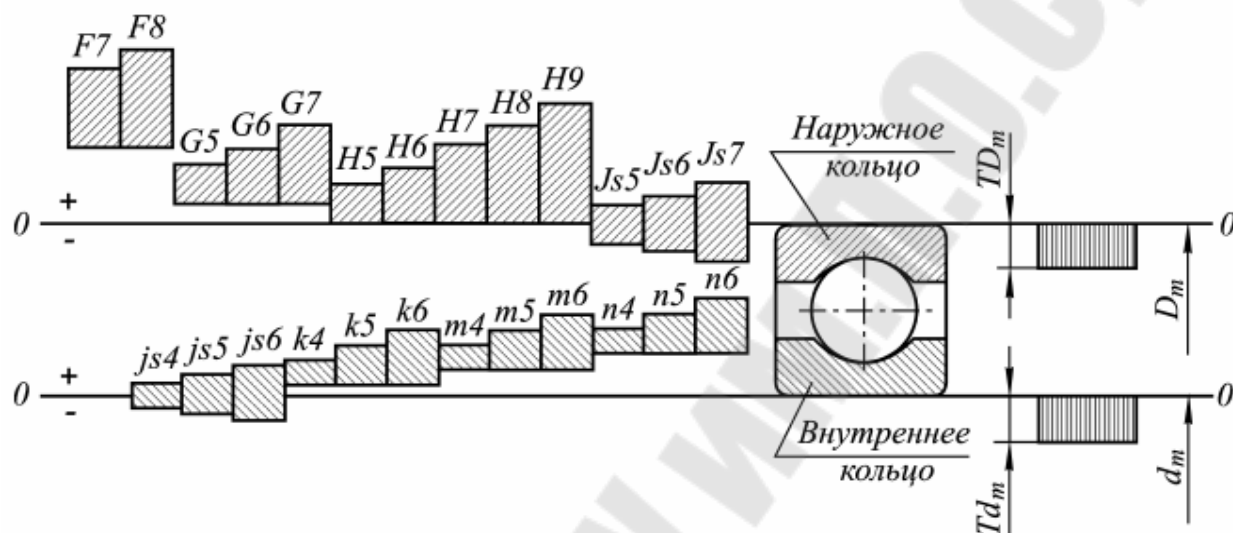 F7 F8
G5 G6 G7
H5 H6 H7 H8 H9
Js5 Js6 Js7
Наружное
кольцо
TDm
0 + -
0
Dm
js4 js5 js6 k4 k5 k6 m4 m5 m6 n4 n5 n6
0 + -
0
Внутреннее
кольцо
dm
Tdm